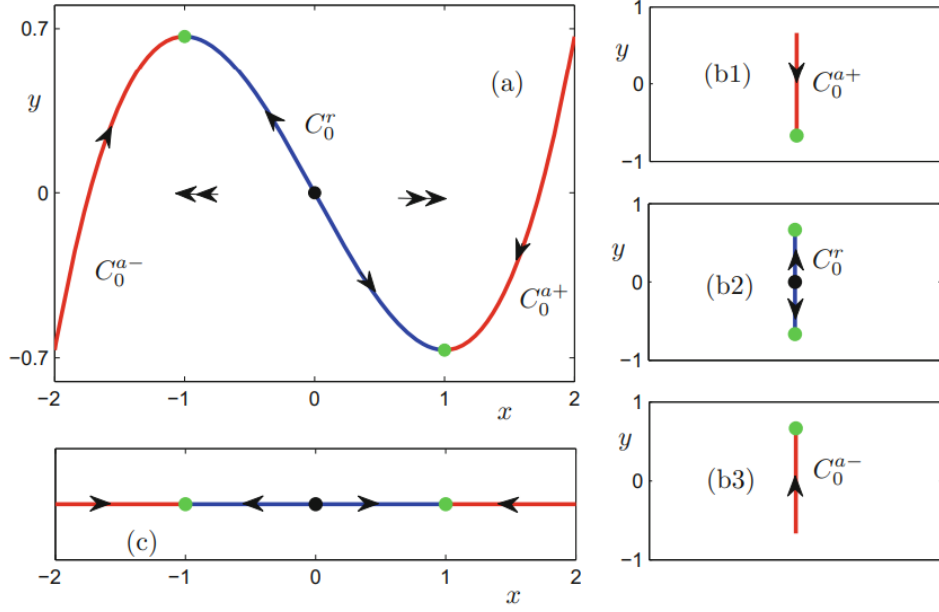 0.7
(a)
y
C_0^r
0
C_0^{a-}
C_0^{a+}
−0.7
−2 −1 0 1 2
x
(c)
−2 −1 0 1 2
x
1
y (b1) C_0^{a+}
0
−1
1
C_0^r
y (b2)
0
−1
1
y (b3) C_0^{a-}
0
−1